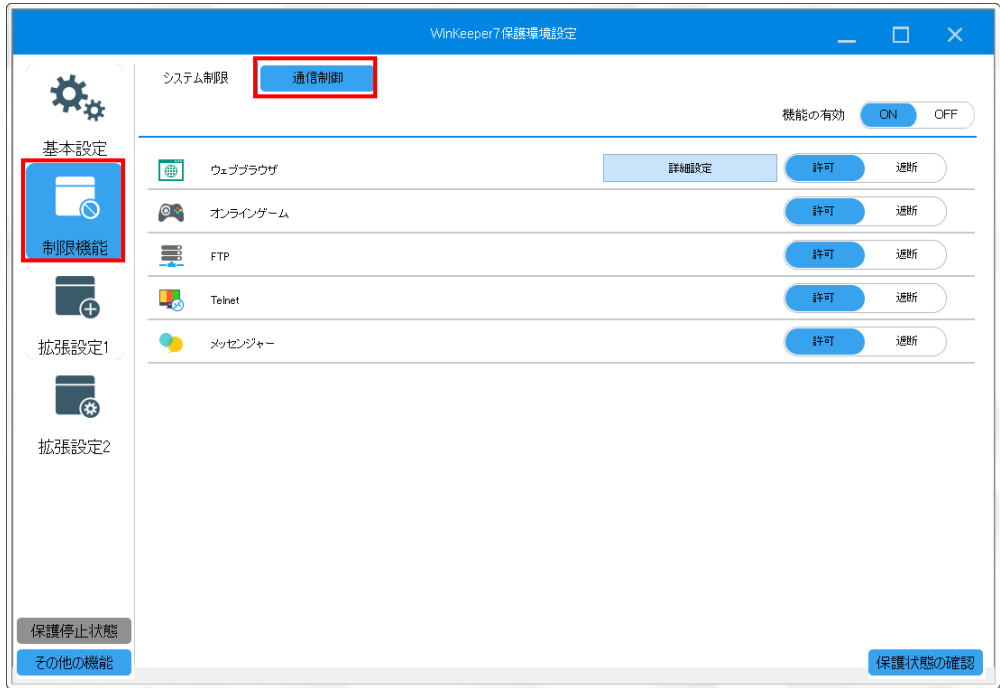 WinKeeper7保護環境設定
システム制限
通信制御
機能の有効 ON OFF
基本設定
制限機能
拡張設定1
拡張設定2
ウェブブラウザ 詳細設定 許可 遮断
オンラインゲーム 許可 遮断
FTP 許可 遮断
Telnet 許可 遮断
メッセンジャー 許可 遮断
保護停止状態
その他の機能
保護状態の確認